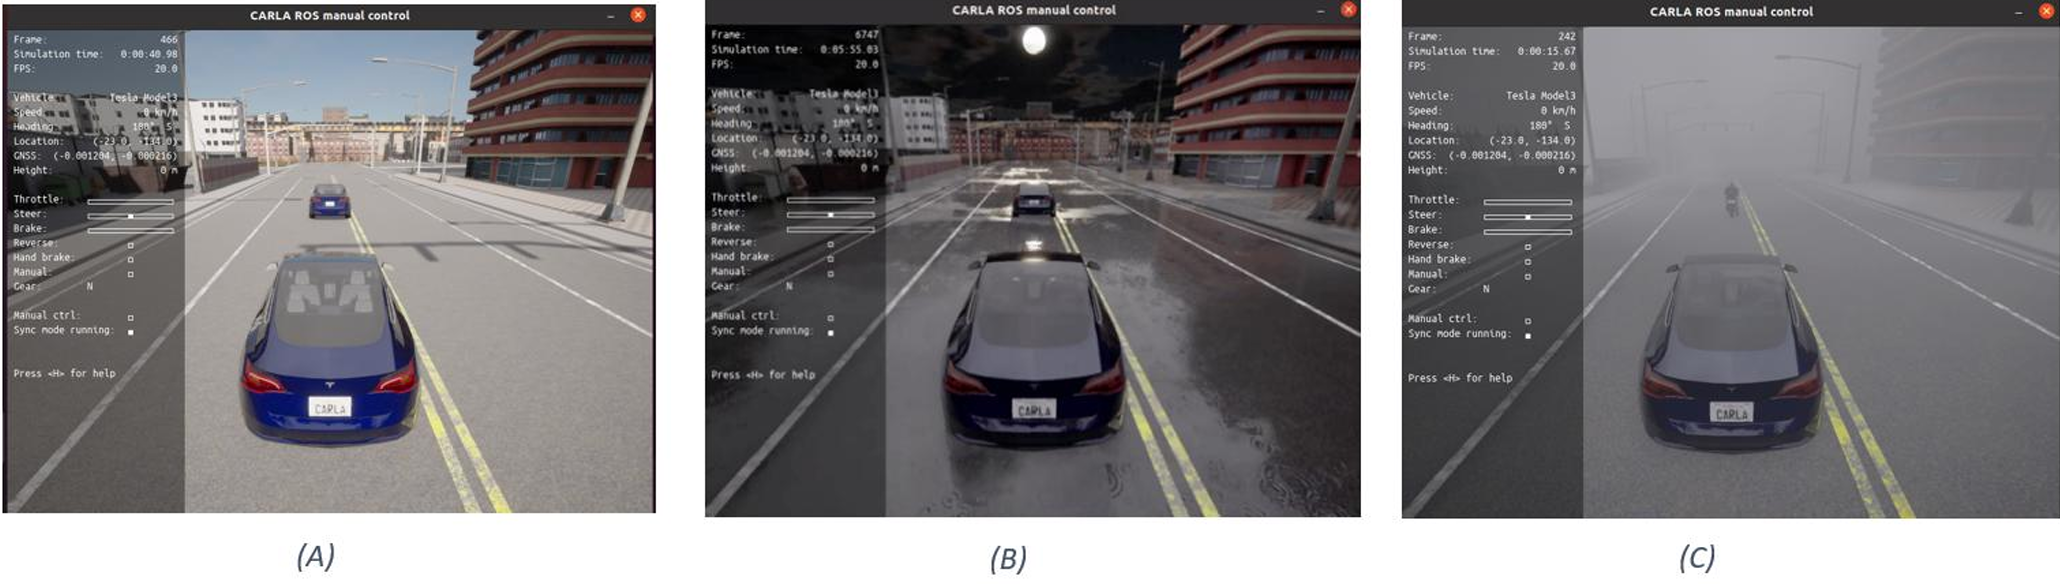 CARLA ROS manual control
Frame: 466
Simulation time: 0:00:40.98
FPS: 20.0
Vehicle: Tesla Model3
Speed: 0 km/h
Heading: 180° S
Location: (-23.0, -134.0)
GNSS: (-0.001204, -0.000216)
Height: 0 m
Throttle:
Steer:
Brake:
Reverse:
Hand brake:
Manual:
Gear: N
Manual ctrl:
Sync mode running:
Press <H> for help
CARLA
(A)
CARLA ROS manual control
Frame: 6747
Simulation time: 0:05:55.03
FPS: 20.0
Vehicle: Tesla Model3
Speed: 0 km/h
Heading: 180° S
Location: (-23.0, -134.0)
GNSS: (-0.001204, -0.000216)
Height: 0 m
Throttle:
Steer:
Brake:
Reverse:
Hand brake:
Manual:
Gear: N
Manual ctrl:
Sync mode running:
Press <H> for help
CARLA
(B)
CARLA ROS manual control
Frame: 242
Simulation time: 0:00:15.67
FPS: 20.0
Vehicle: Tesla Model3
Speed: 0 km/h
Heading: 180° S
Location: (-23.0, -134.0)
GNSS: (-0.001204, -0.000216)
Height: 0 m
Throttle:
Steer:
Brake:
Reverse:
Hand brake:
Manual:
Gear: N
Manual ctrl:
Sync mode running:
Press <H> for help
CARLA
(C)